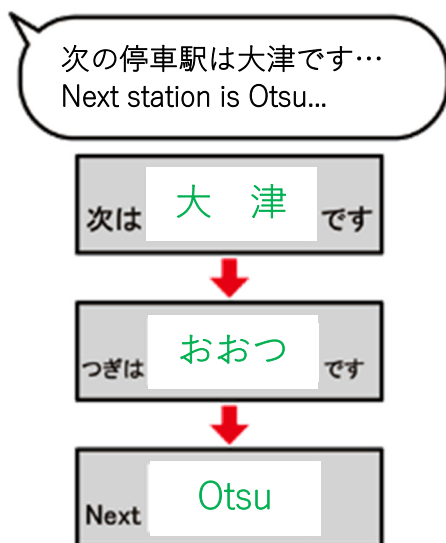 次の停車駅は大津です…
Next station is Otsu...
次は 大　津 です
つぎは おおつ です
Next Otsu